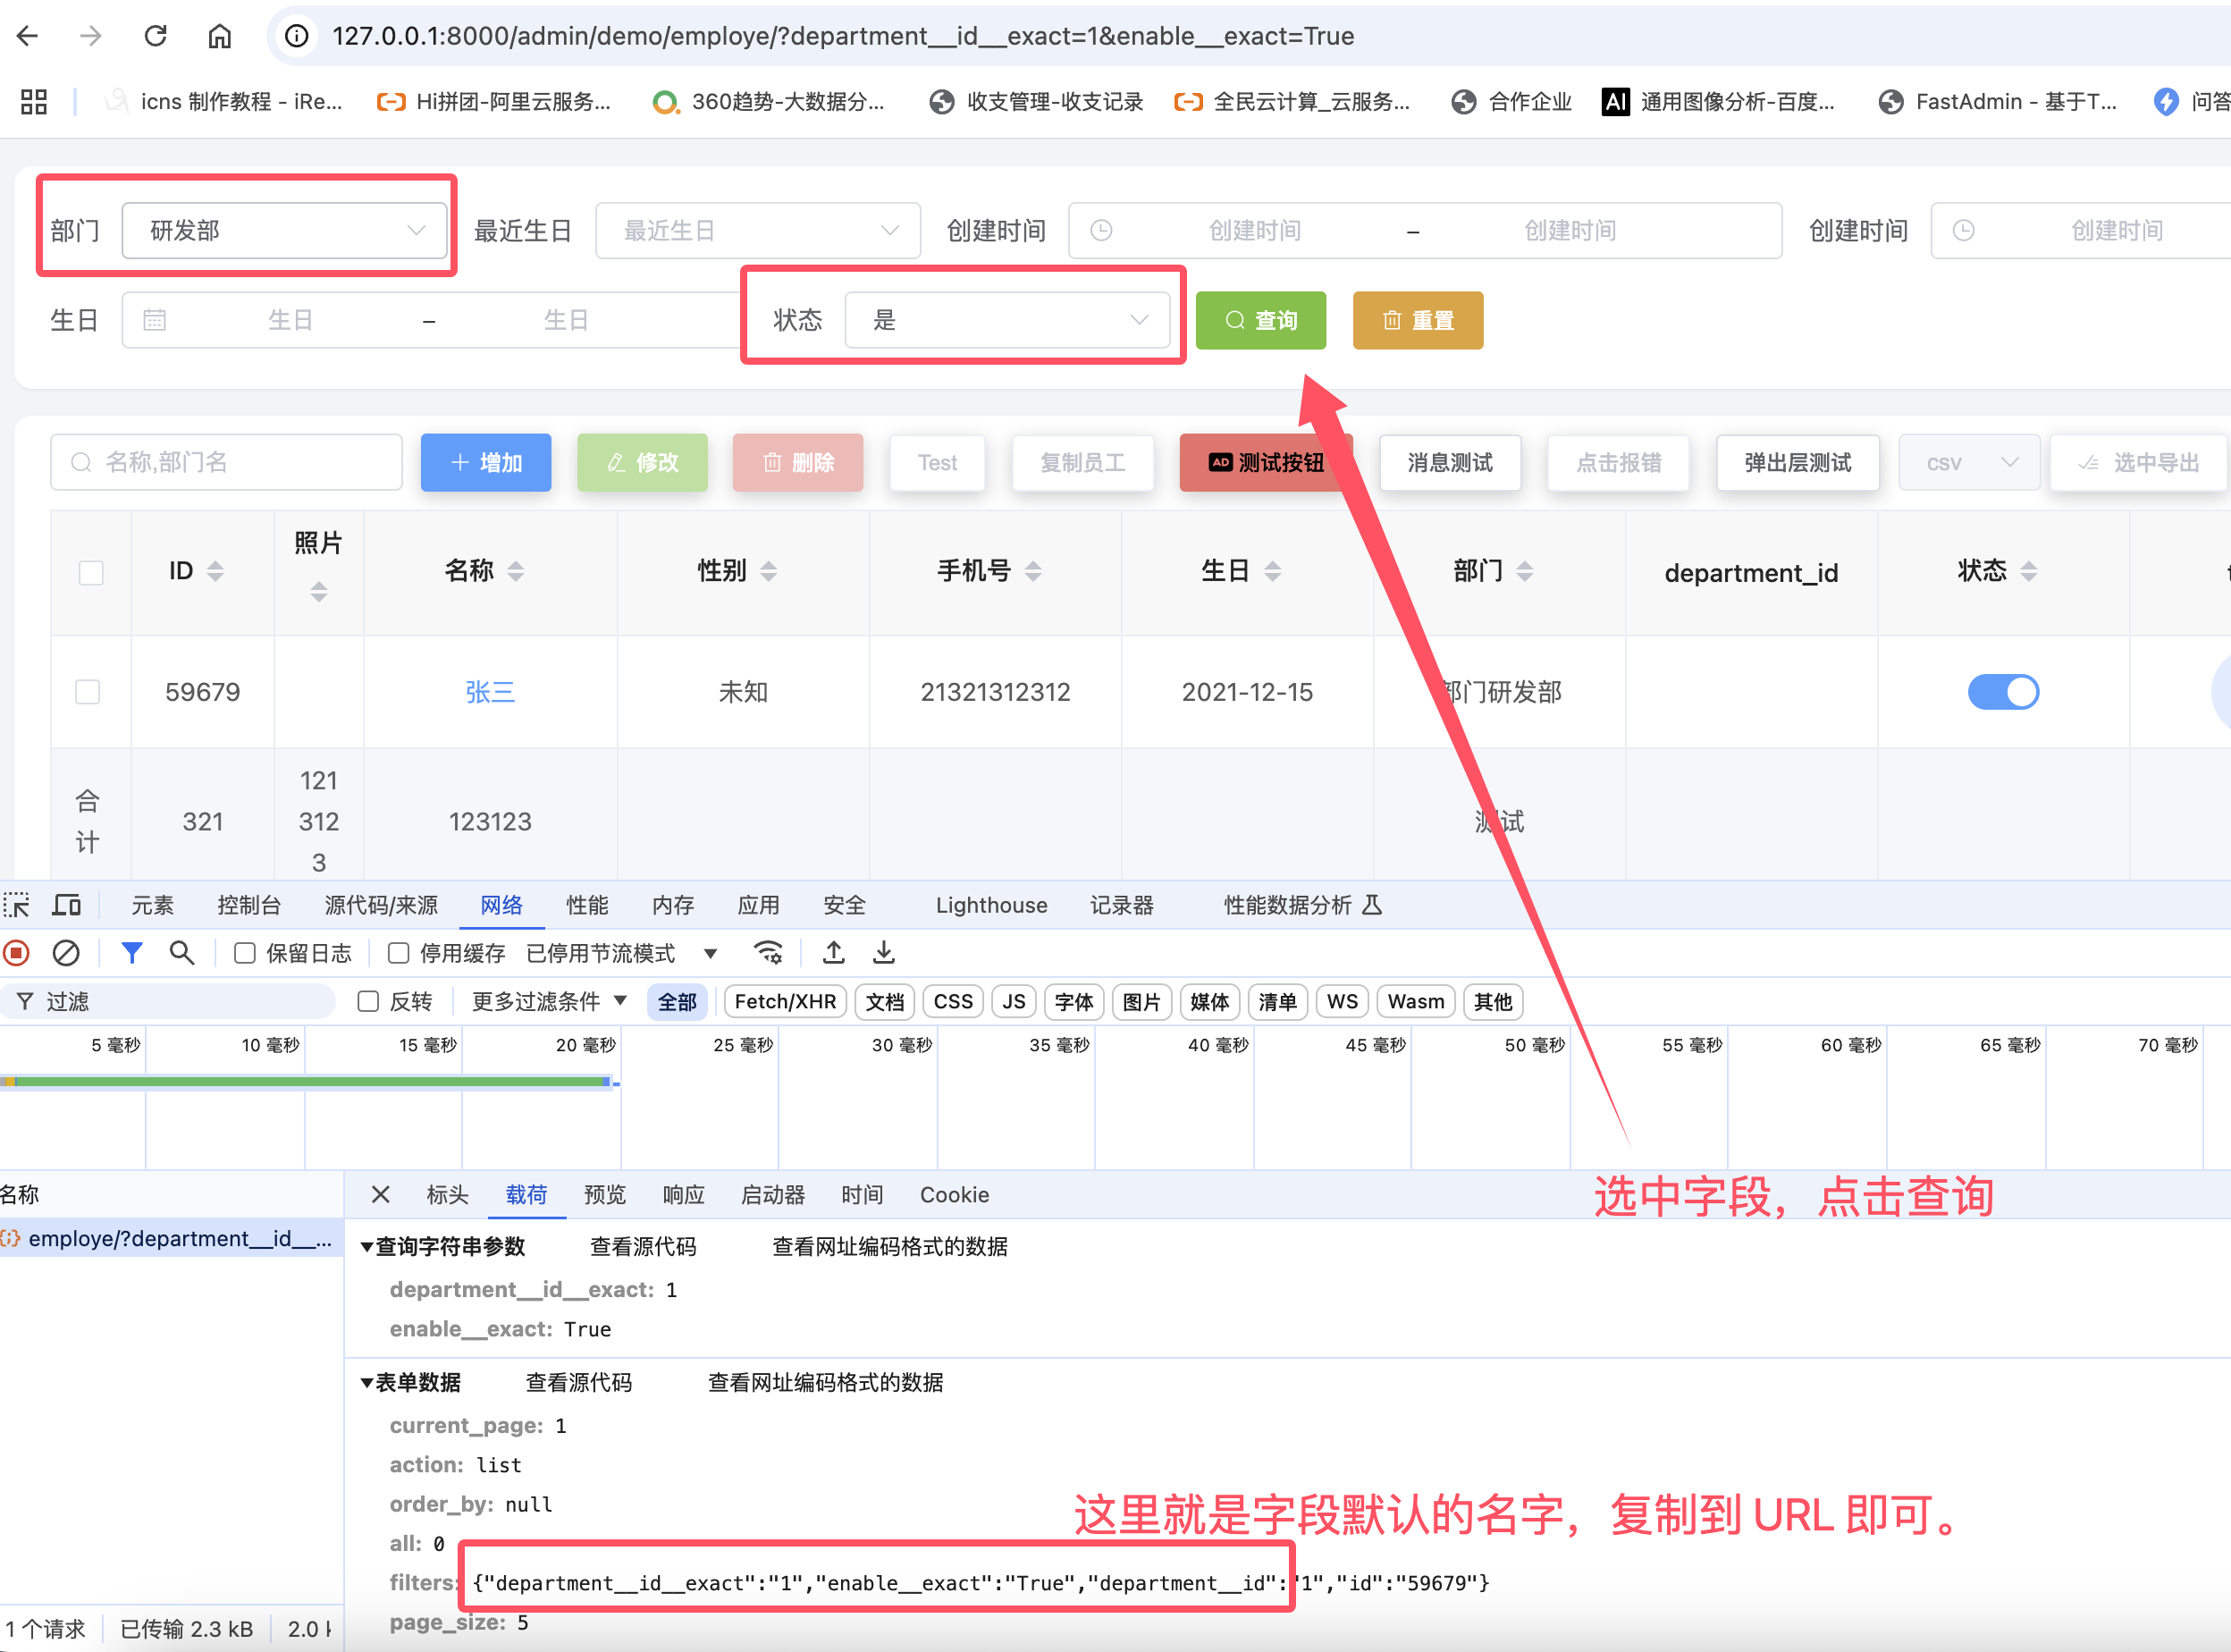 127.0.0.1:8000/admin/demo/employe/?department__id__exact=1&enable__exact=True
icns 制作教程 - iRe...
Hi拼团-阿里云服务...
360趋势-大数据分...
收支管理-收支记录
全民云计算_云服务...
合作企业
AI 通用图像分析-百度...
FastAdmin - 基于T...
问答
部门 研发部
最近生日 最近生日
创建时间 创建时间 – 创建时间
创建时间 创建时间
生日 生日 – 生日
状态 是
查询
重置
名称,部门名
增加
修改
删除
Test
复制员工
AD 测试按钮
消息测试
点击报错
弹出层测试
csv
选中导出
ID 照片 名称 性别 手机号 生日 部门 department_id 状态
59679 张三 未知 21321312312 2021-12-15 部门研发部
合计 321 1213123 123123 测试
元素 控制台 源代码/来源 网络 性能 内存 应用 安全 Lighthouse 记录器 性能数据分析
保留日志 停用缓存 已停用节流模式
过滤 反转 更多过滤条件 全部 Fetch/XHR 文档 CSS JS 字体 图片 媒体 清单 WS Wasm 其他
5 毫秒 10 毫秒 15 毫秒 20 毫秒 25 毫秒 30 毫秒 35 毫秒 40 毫秒 45 毫秒 50 毫秒 55 毫秒 60 毫秒 65 毫秒 70 毫秒
名称
标头 载荷 预览 响应 启动器 时间 Cookie
选中字段，点击查询
employe/?department__id__...
查询字符串参数 查看源代码 查看网址编码格式的数据
department__id__exact: 1
enable__exact: True
表单数据 查看源代码 查看网址编码格式的数据
current_page: 1
action: list
order_by: null
这里就是字段默认的名字，复制到 URL 即可。
all: 0
filters: {"department__id__exact":"1","enable__exact":"True","department__id":"1","id":"59679"}
page_size: 5
1 个请求 已传输 2.3 kB 2.0